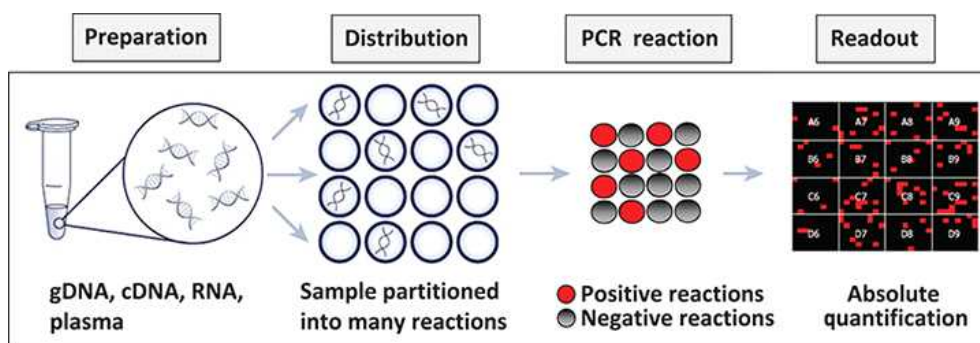 Preparation
Distribution
PCR reaction
Readout
A6 A7 A8 A9
B6 B7 B8 B9
C6 C7 C8 C9
D6 D7 D8 D9
gDNA, cDNA, RNA,
plasma
Sample partitioned
into many reactions
Positive reactions
Negative reactions
Absolute
quantification